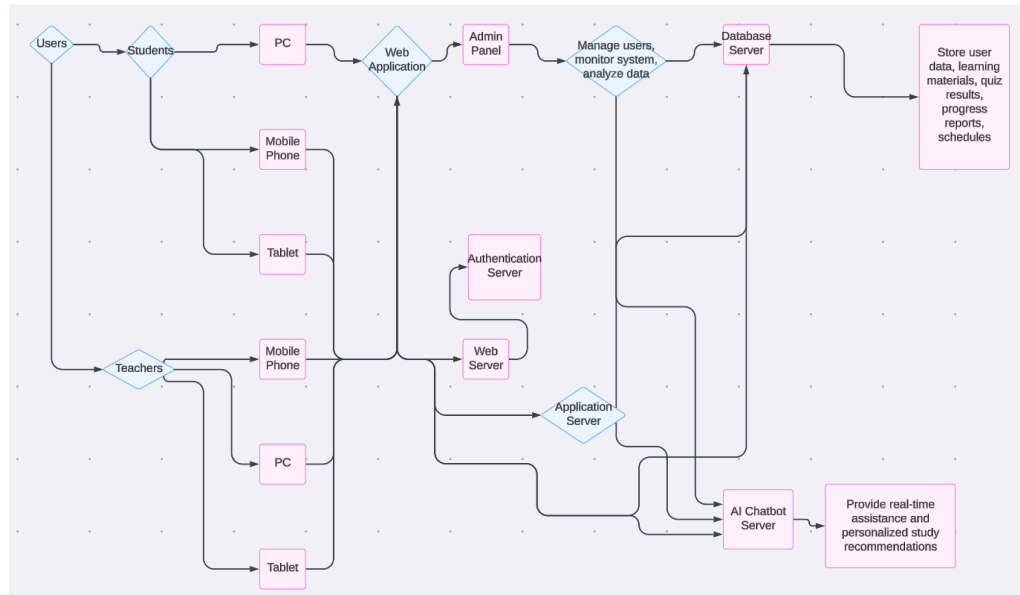 Users
Students
PC
Web
Application
Admin
Panel
Manage users,
monitor system,
analyze data
Database
Server
Store user
data, learning
materials, quiz
results,
progress
reports,
schedules
Mobile
Phone
Tablet
Authentication
Server
Teachers
Mobile
Phone
Web
Server
Application
Server
PC
AI Chatbot
Server
Provide real-time
assistance and
personalized study
recommendations
Tablet